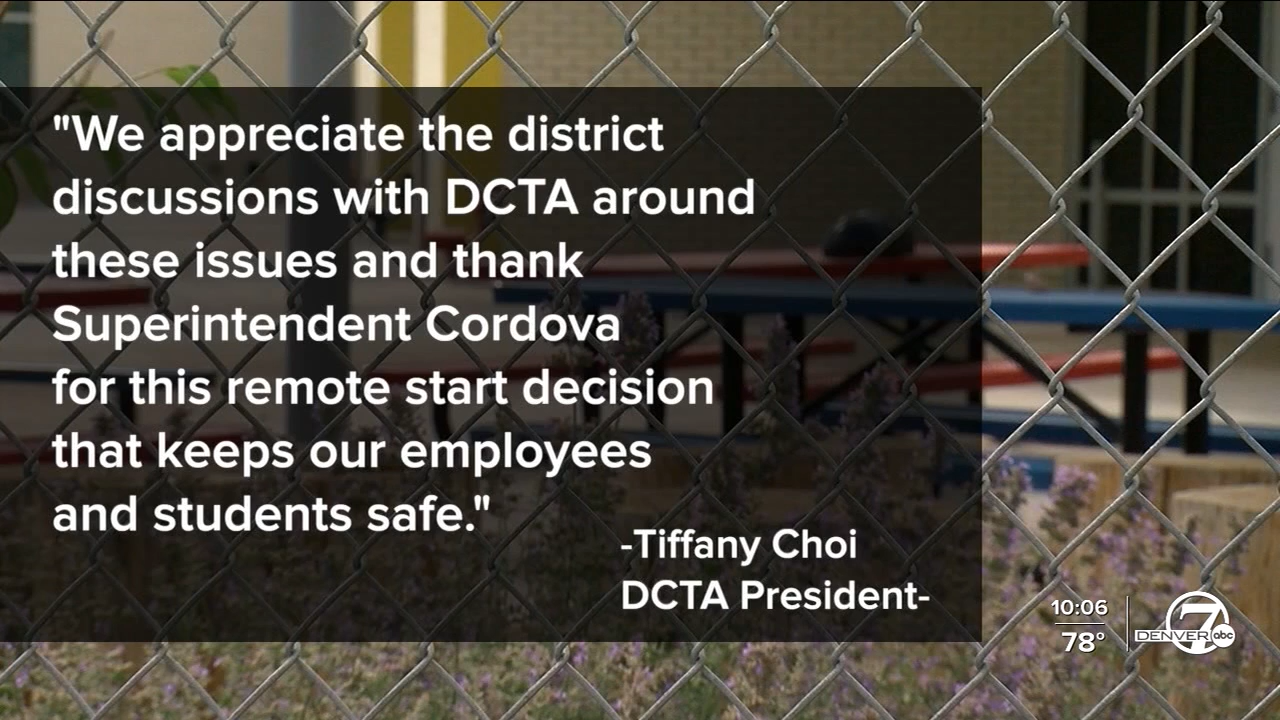 "We appreciate the district
discussions with DCTA around
these issues and thank
Superintendent Cordova
for this remote start decision
that keeps our employees
and students safe."
-Tiffany Choi
DCTA President-
10:06
78°
7
DENVER abc